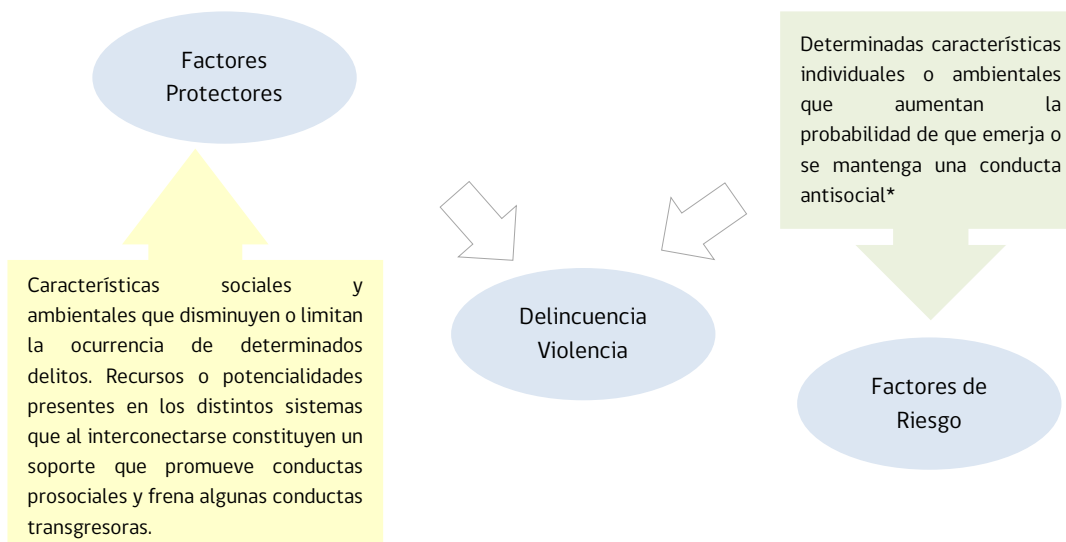 Factores
Protectores
Características sociales y
ambientales que disminuyen o limitan
la ocurrencia de determinados
delitos. Recursos o potencialidades
presentes en los distintos sistemas
que al interconectarse constituyen un
soporte que promueve conductas
prosociales y frena algunas conductas
transgresoras.
Delincuencia
Violencia
Determinadas características
individuales o ambientales
que aumentan la
probabilidad de que emerja o
se mantenga una conducta
antisocial*
Factores de
Riesgo